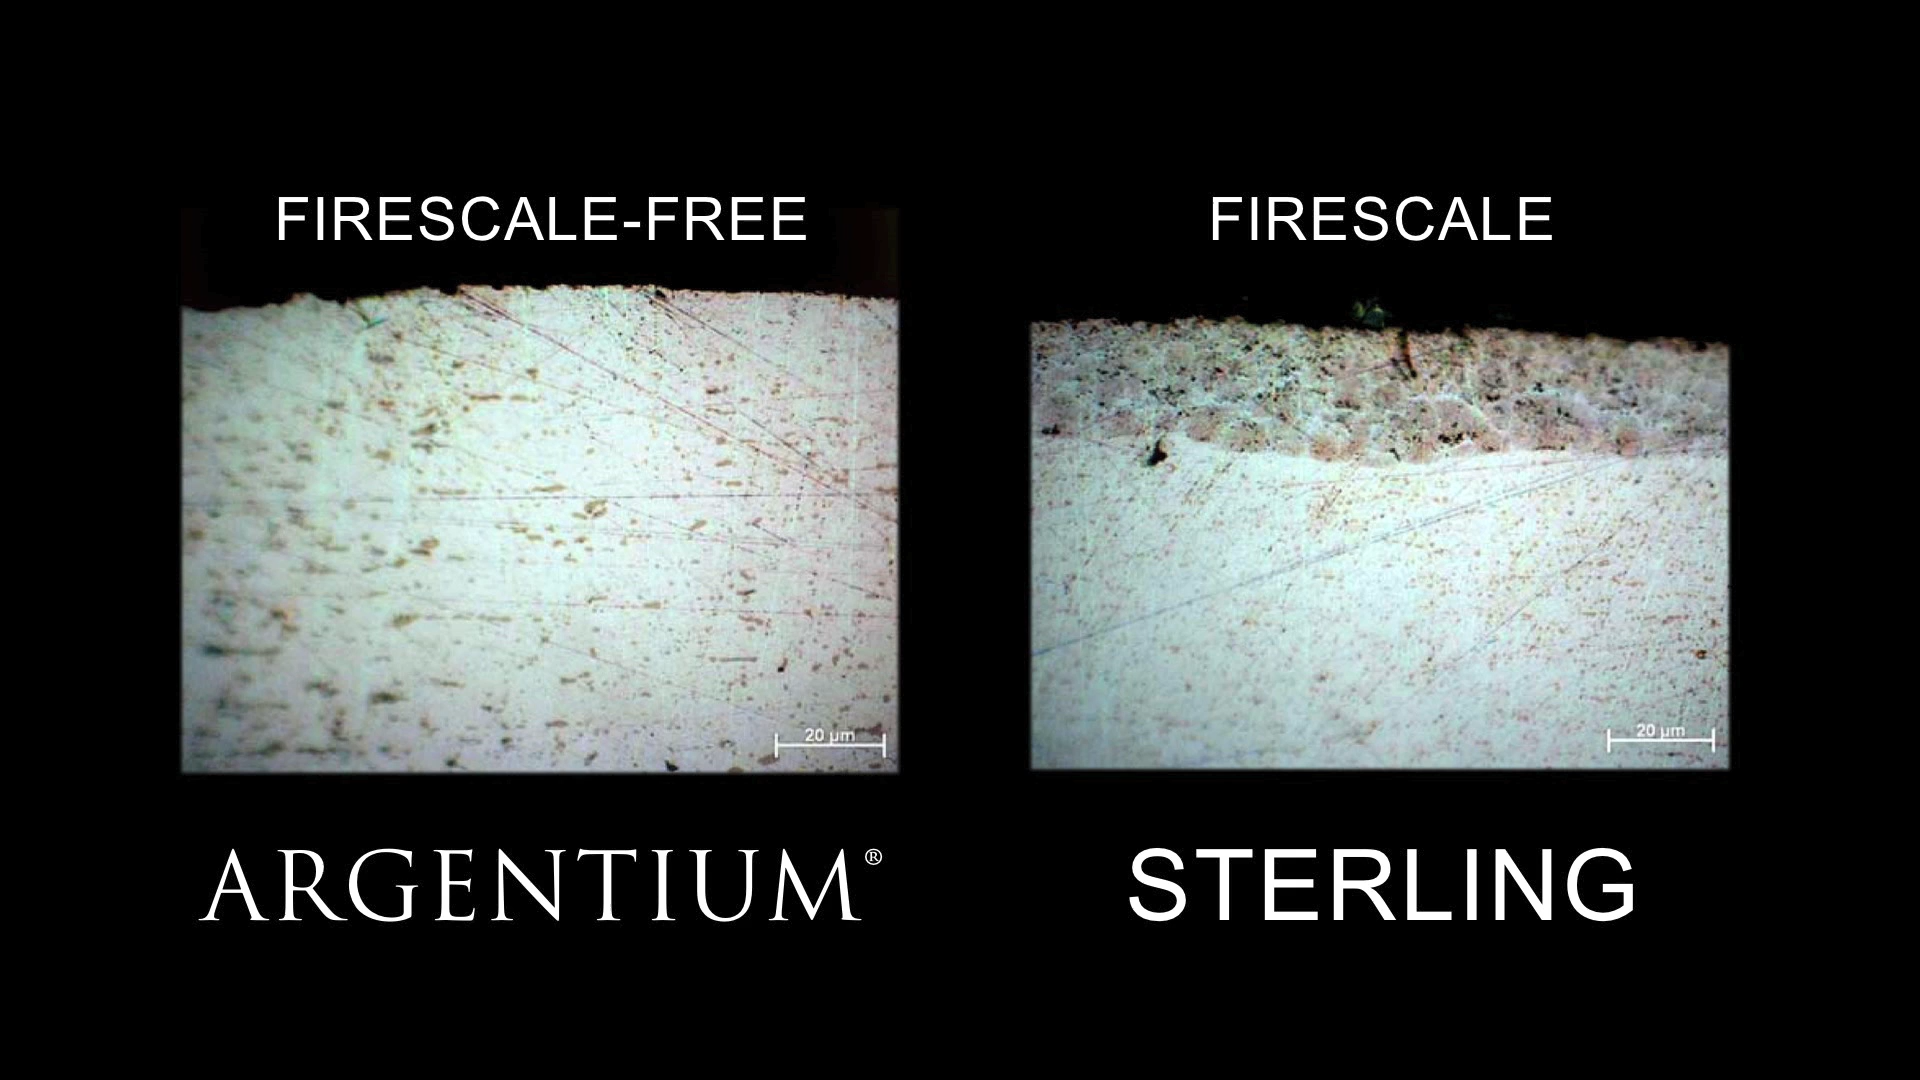 FIRESCALE-FREE
FIRESCALE
20 µm
20 µm
ARGENTIUM®
STERLING